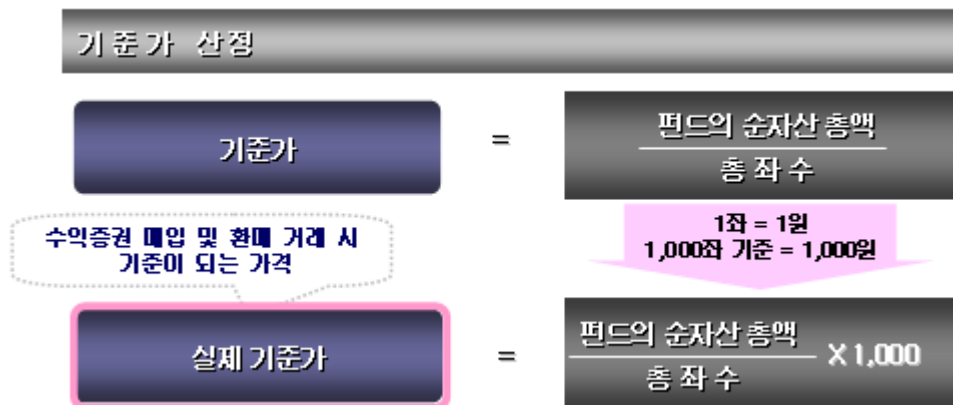 기준가 산정
기준가
=
펀드의 순자산 총액
총 좌 수
수익증권 매입 및 환매 거래 시
기준이 되는 가격
1좌 = 1원
1,000좌 기준 = 1,000원
실제 기준가
=
펀드의 순자산 총액
총 좌 수
X 1,000